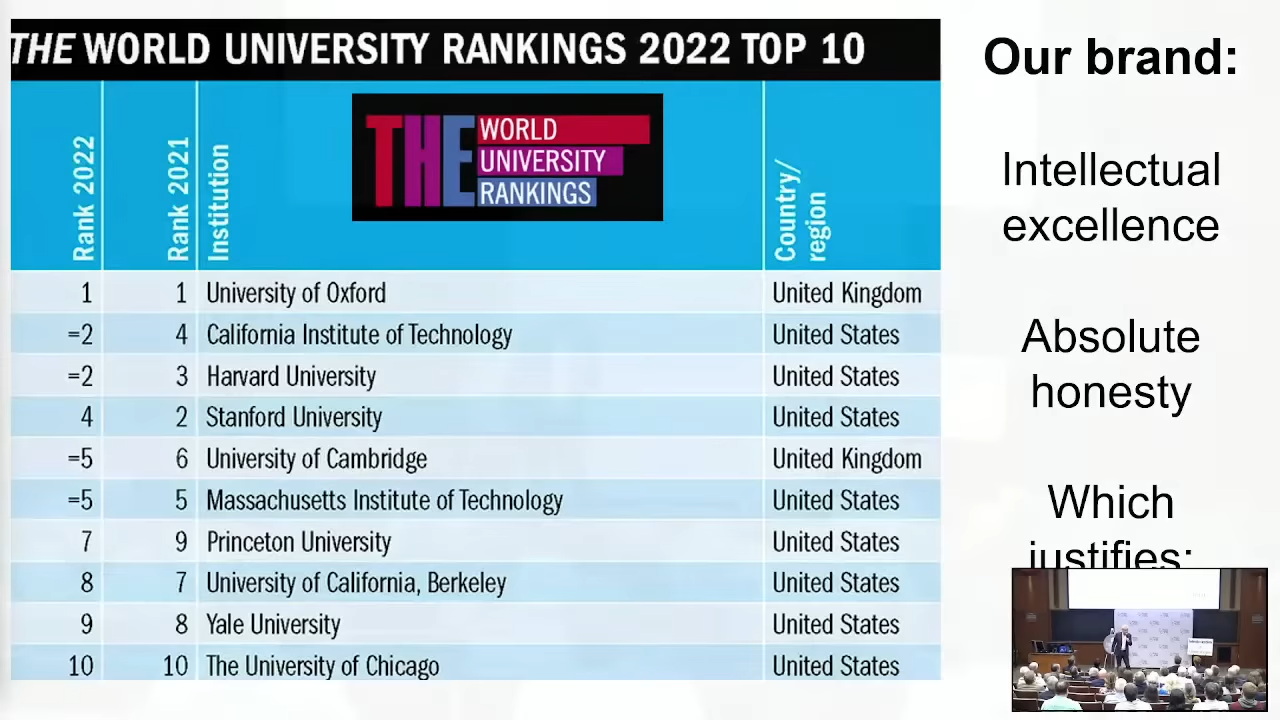 THE WORLD UNIVERSITY RANKINGS 2022 TOP 10
THE WORLD
UNIVERSITY
RANKINGS
Rank 2022
Rank 2021
Institution
Country/
region
1 1 University of Oxford United Kingdom
=2 4 California Institute of Technology United States
=2 3 Harvard University United States
4 2 Stanford University United States
=5 6 University of Cambridge United Kingdom
=5 5 Massachusetts Institute of Technology United States
7 9 Princeton University United States
8 7 University of California, Berkeley United States
9 8 Yale University United States
10 10 The University of Chicago United States
Our brand:
Intellectual
excellence
Absolute
honesty
Which
justifies: